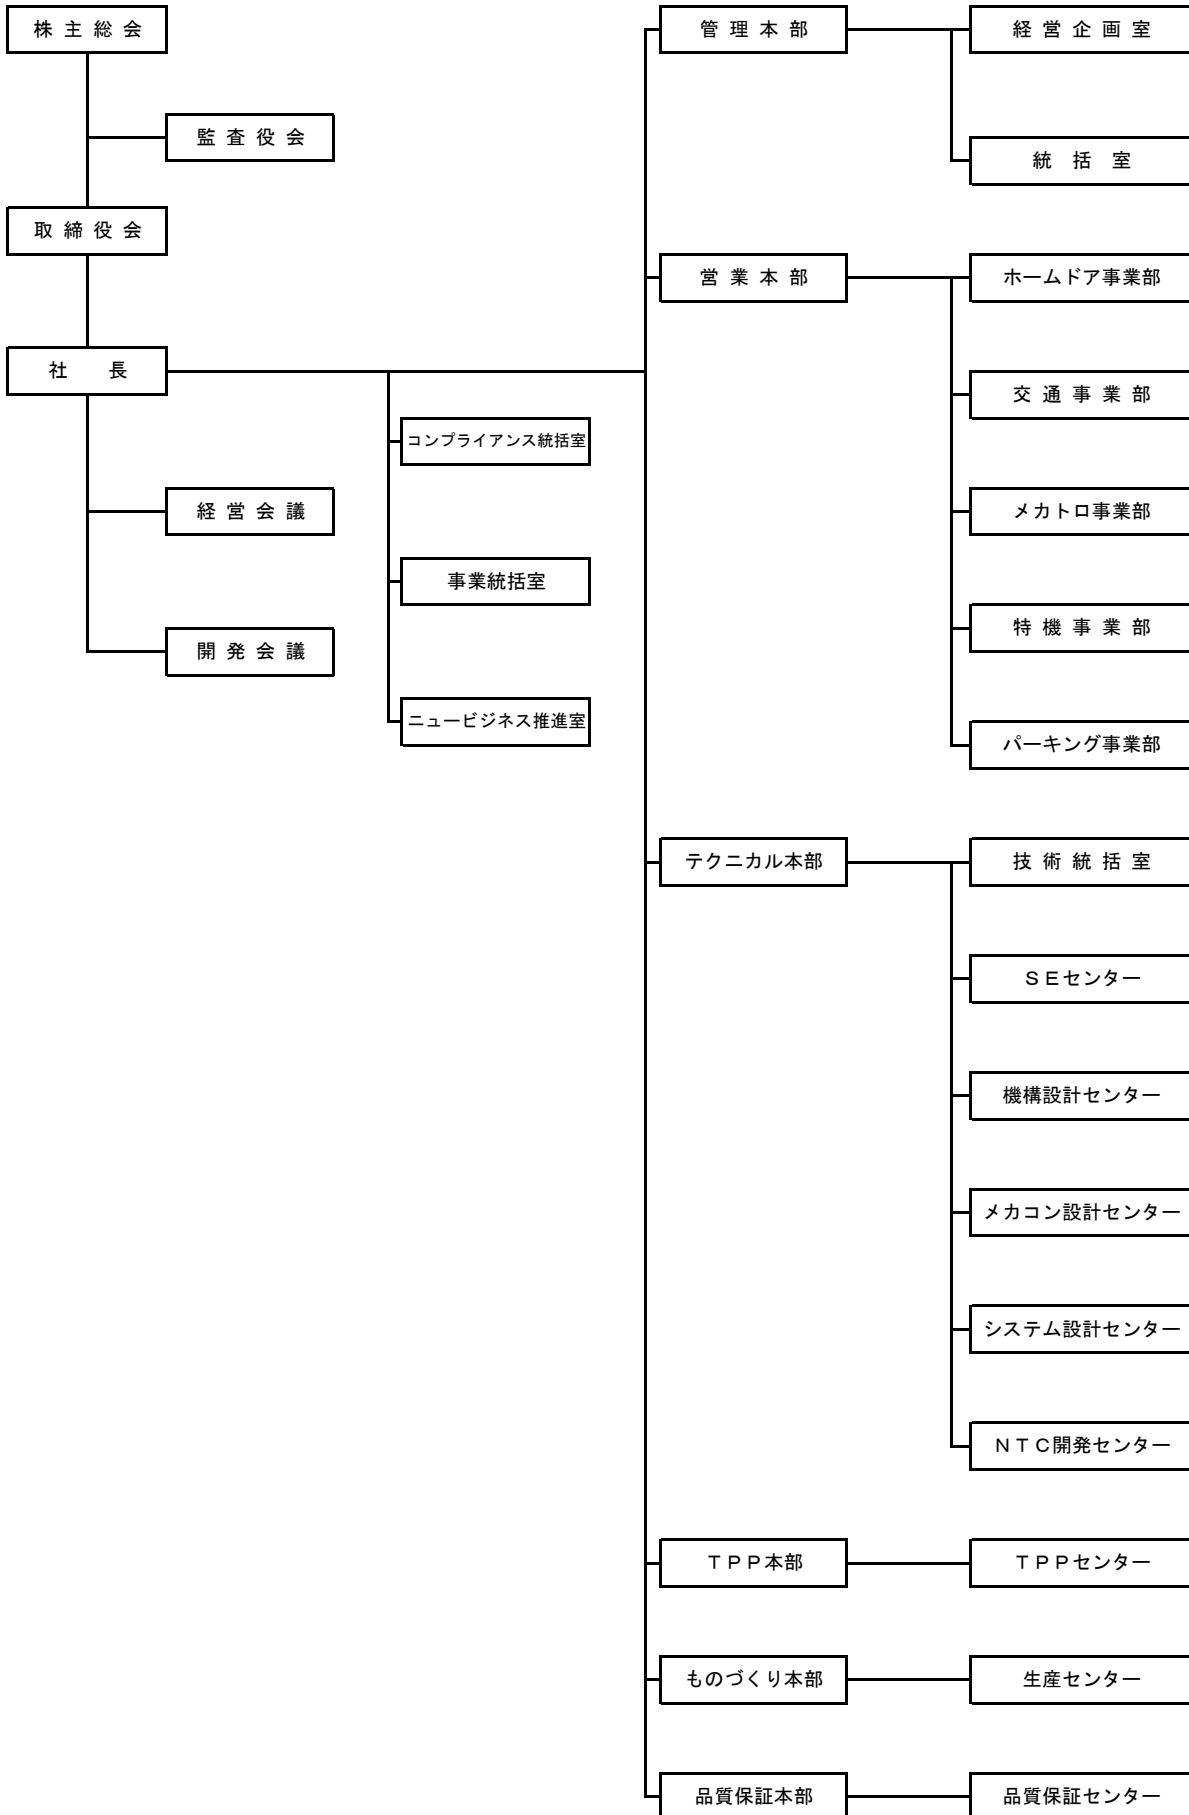 株主総会
監査役会
取締役会
社長
経営会議
開発会議
コンプライアンス統括室
事業統括室
ニュービジネス推進室
管理本部
経営企画室
統括室
営業本部
ホームドア事業部
交通事業部
メカトロ事業部
特機事業部
パーキング事業部
テクニカル本部
技術統括室
ＳＥセンター
機構設計センター
メカコン設計センター
システム設計センター
ＮＴＣ開発センター
ＴＰＰ本部
ＴＰＰセンター
ものづくり本部
生産センター
品質保証本部
品質保証センター